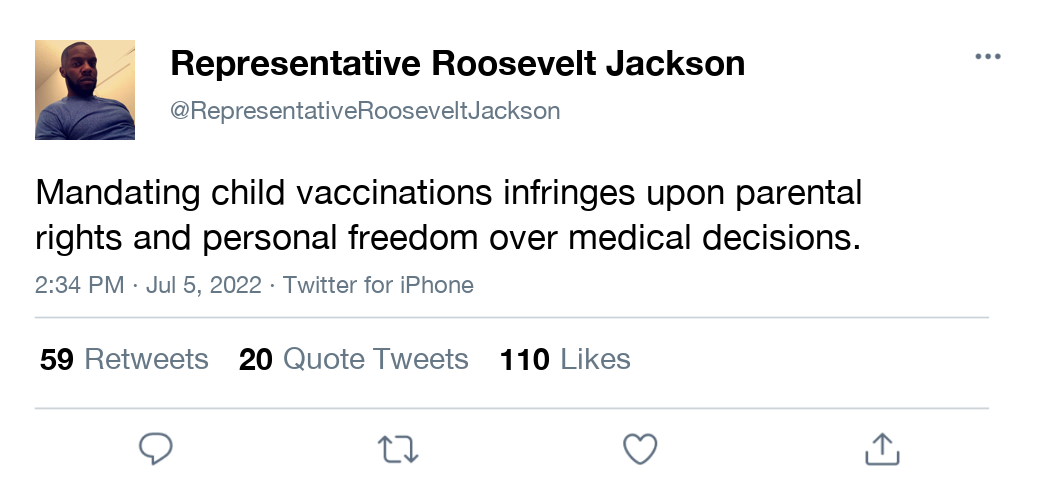 Representative Roosevelt Jackson
@RepresentativeRooseveltJackson
Mandating child vaccinations infringes upon parental
rights and personal freedom over medical decisions.
2:34 PM · Jul 5, 2022 · Twitter for iPhone
59 Retweets 20 Quote Tweets 110 Likes